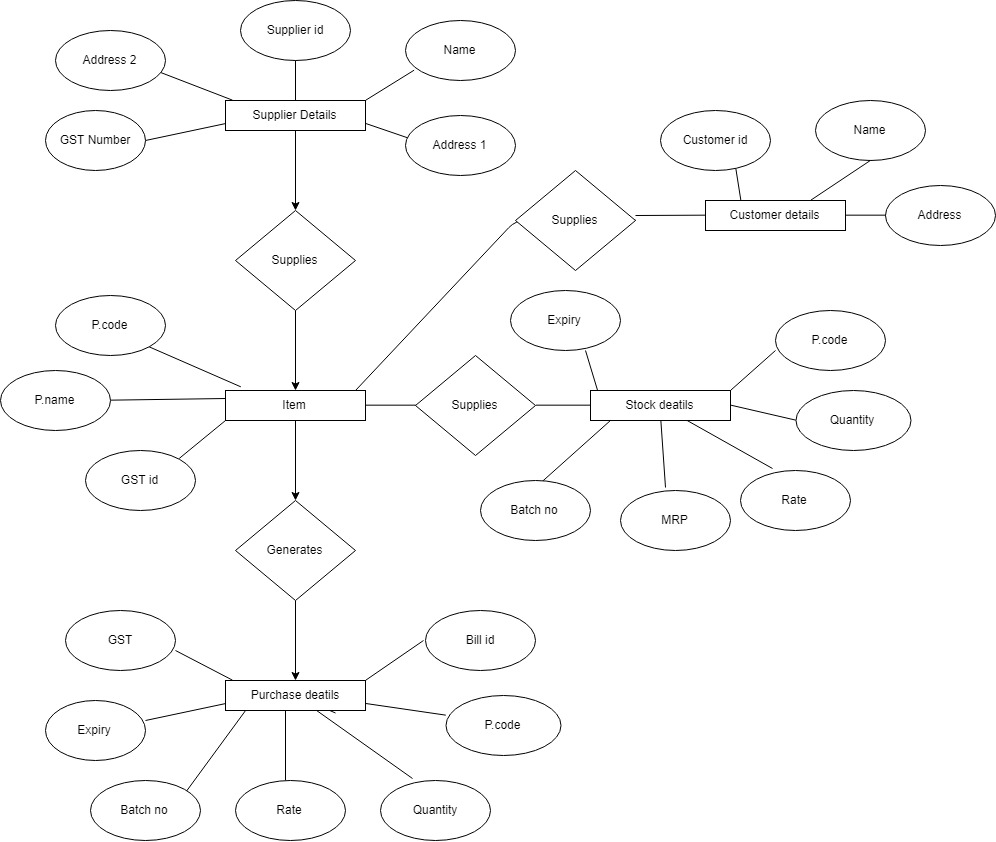 Supplier id
Name
Address 2
Supplier Details
GST Number
Address 1
Customer id
Name
Customer details
Address
Supplies
Supplies
P.code
Expiry
P.code
P.name
Item
Supplies
Stock deatils
Quantity
GST id
Batch no
MRP
Rate
Generates
GST
Bill id
Purchase deatils
Expiry
P.code
Batch no
Rate
Quantity